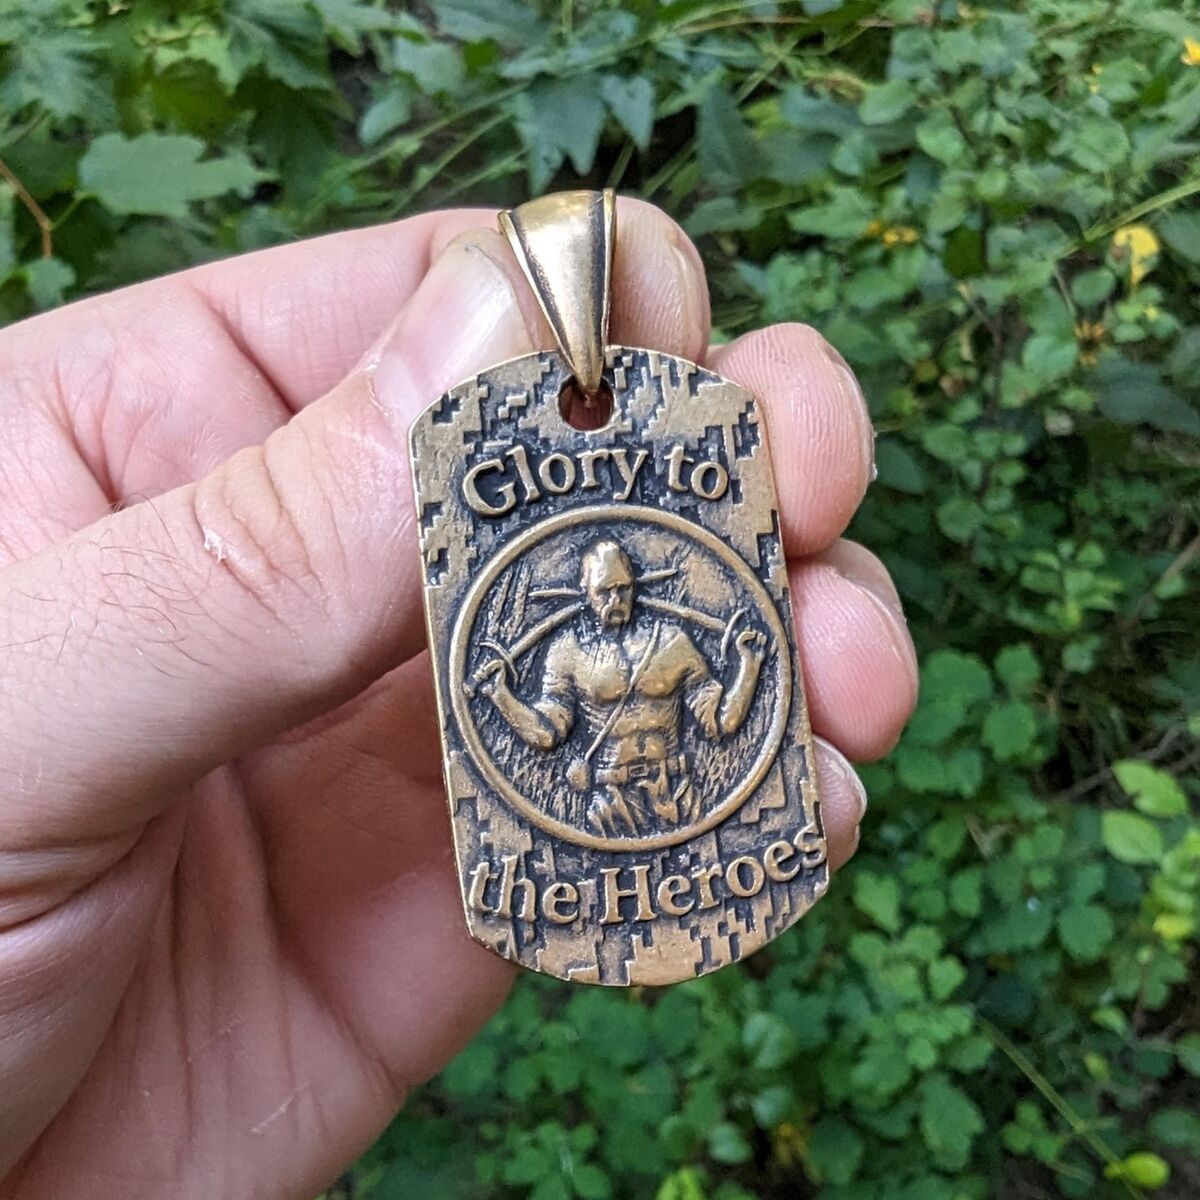 Glory to
the Heroes